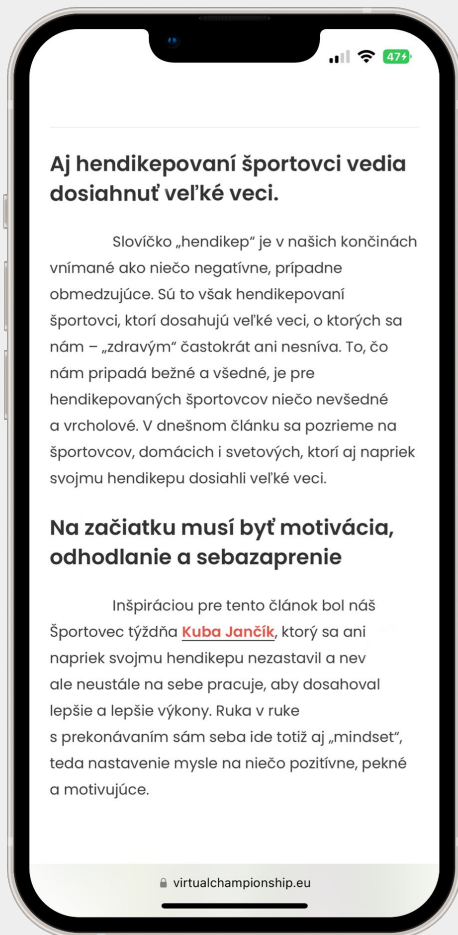 47
Aj hendikepovaní športovci vedia
dosiahnuť veľké veci.
Slovíčko „hendikep“ je v našich končinách
vnímané ako niečo negatívne, prípadne
obmedzujúce. Sú to však hendikepovaní
športovci, ktorí dosahujú veľké veci, o ktorých sa
nám – „zdravým“ častokrát ani nesníva. To, čo
nám pripadá bežné a všedné, je pre
hendikepovaných športovcov niečo nevšedné
a vrcholové. V dnešnom článku sa pozrieme na
športovcov, domácich i svetových, ktorí aj napriek
svojmu hendikepu dosiahli veľké veci.
Na začiatku musí byť motivácia,
odhodlanie a sebazaprenie
Inšpiráciou pre tento článok bol náš
Športovec týždňa Kuba Jančík, ktorý sa ani
napriek svojmu hendikepu nezastavil a nev
ale neustále na sebe pracuje, aby dosahoval
lepšie a lepšie výkony. Ruka v ruke
s prekonávaním sám seba ide totiž aj „mindset“,
teda nastavenie mysle na niečo pozitívne, pekné
a motivujúce.
virtualchampionship.eu